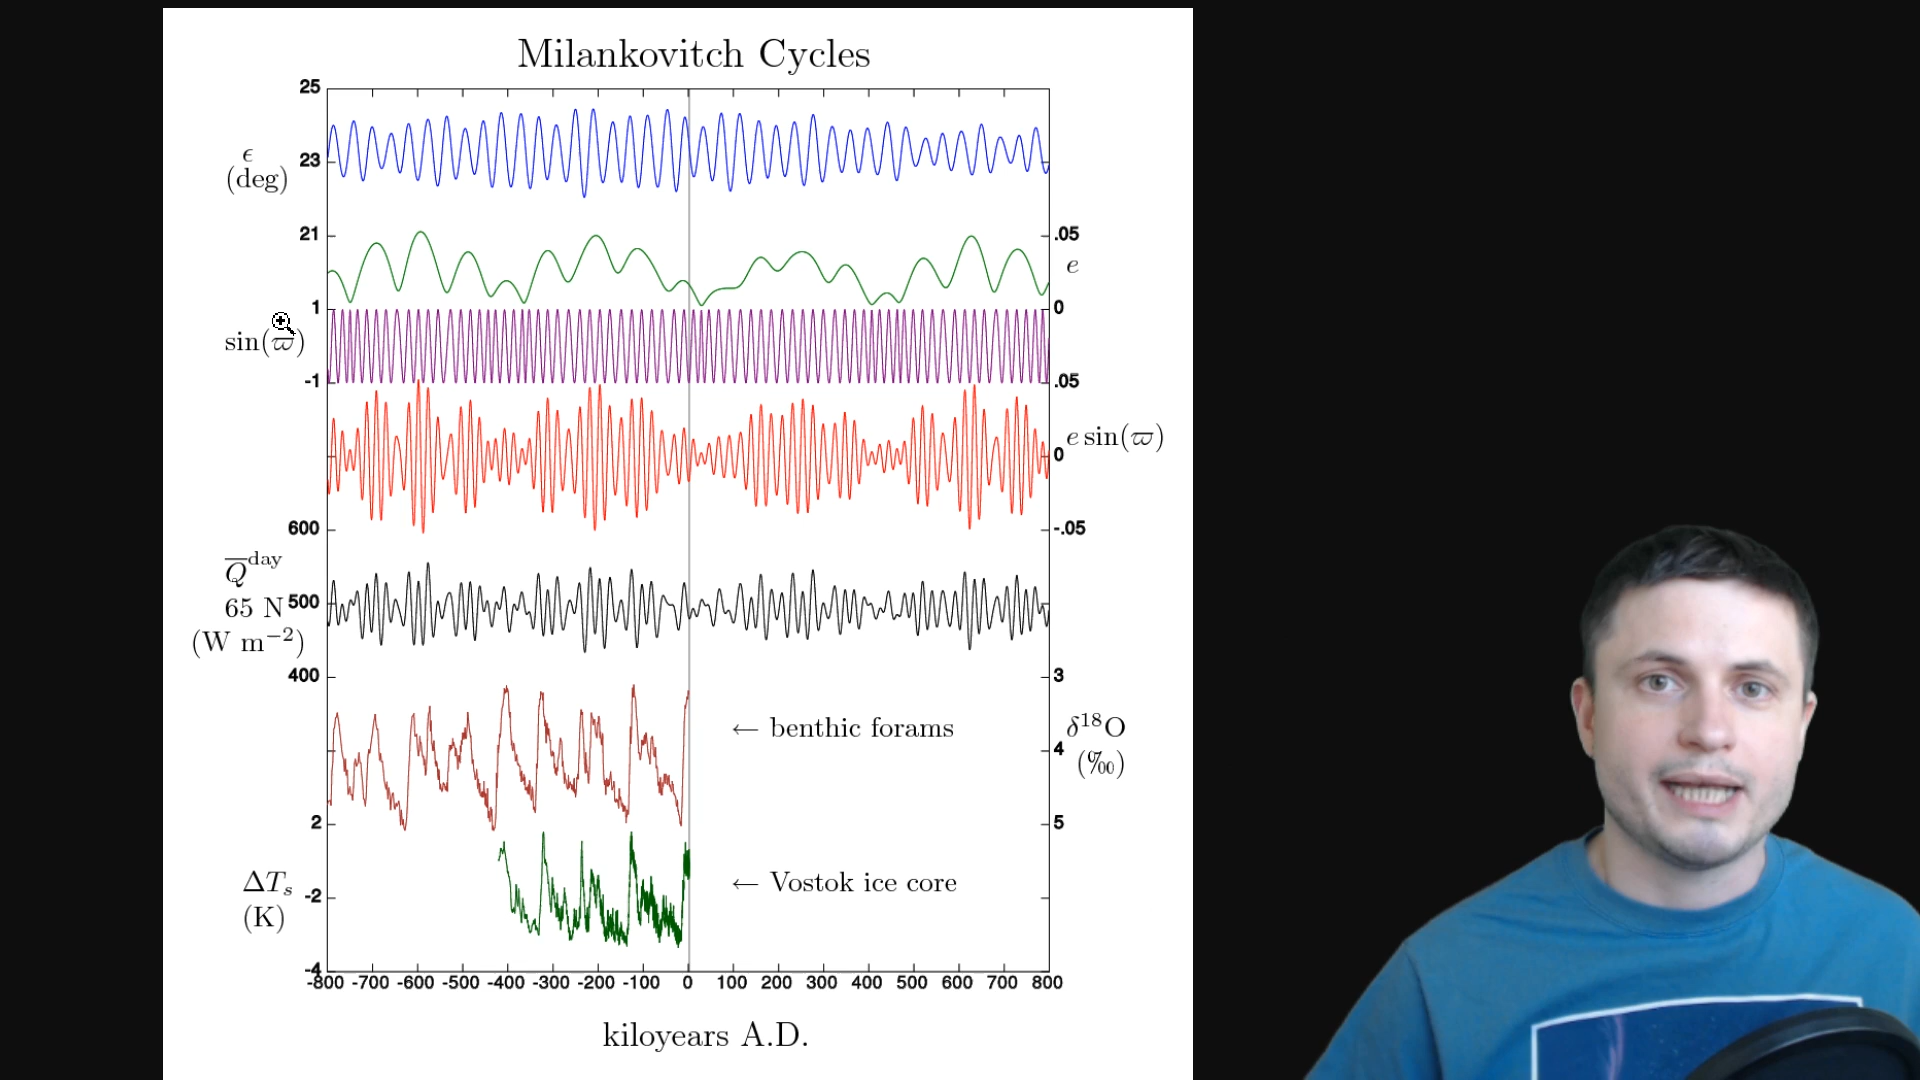 Milankovitch Cycles
25
ϵ
(deg)
23
21
.05
e
1
0
sin(ϖ)
-1
.05
e sin(ϖ)
0
600
-.05
Q̅ day
65 N
500
(W m−2)
400
3
← benthic forams
δ18O
4
(‰)
2
5
ΔTs
← Vostok ice core
-2
(K)
-4
-800 -700 -600 -500 -400 -300 -200 -100 0 100 200 300 400 500 600 700 800
kiloyears A.D.